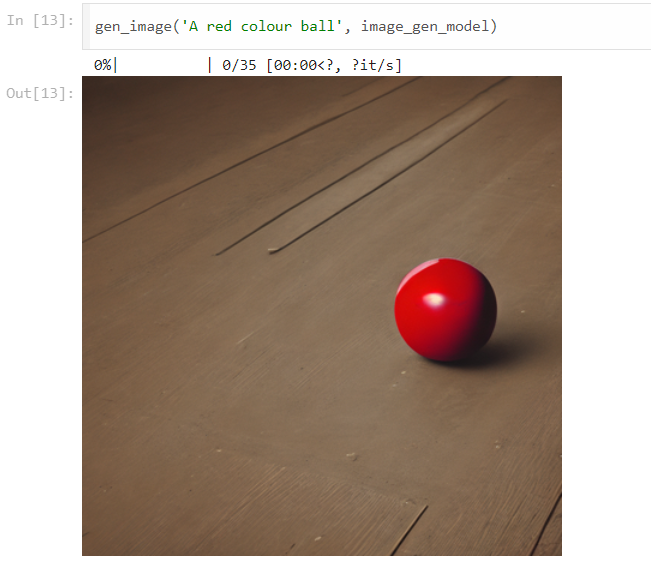 In [13]: gen_image('A red colour ball', image_gen_model)
0%| | 0/35 [00:00<?, ?it/s]
Out[13]: